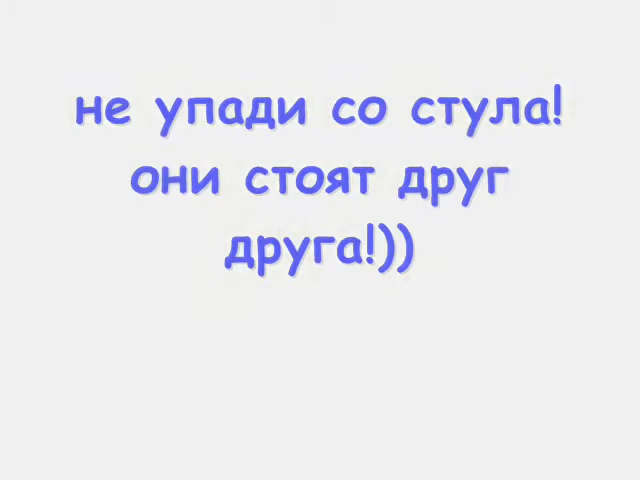 не упади со стула!
они стоят друг
друга!))